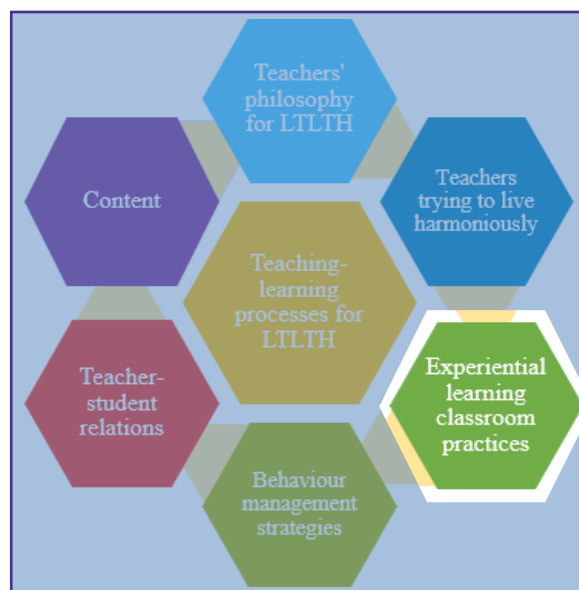 Teachers'
philosophy
for LTLTH
Teachers
trying to live
harmoniously
Content
Teaching-
learning
processes for
LTLTH
Experiential
learning
classroom
practices
Teacher-
student
relations
Behaviour
management
strategies